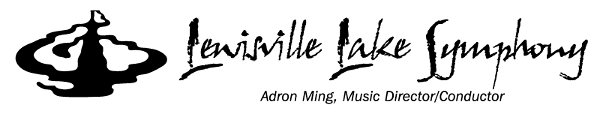 Lewisville Lake Symphony
Adron Ming, Music Director/Conductor